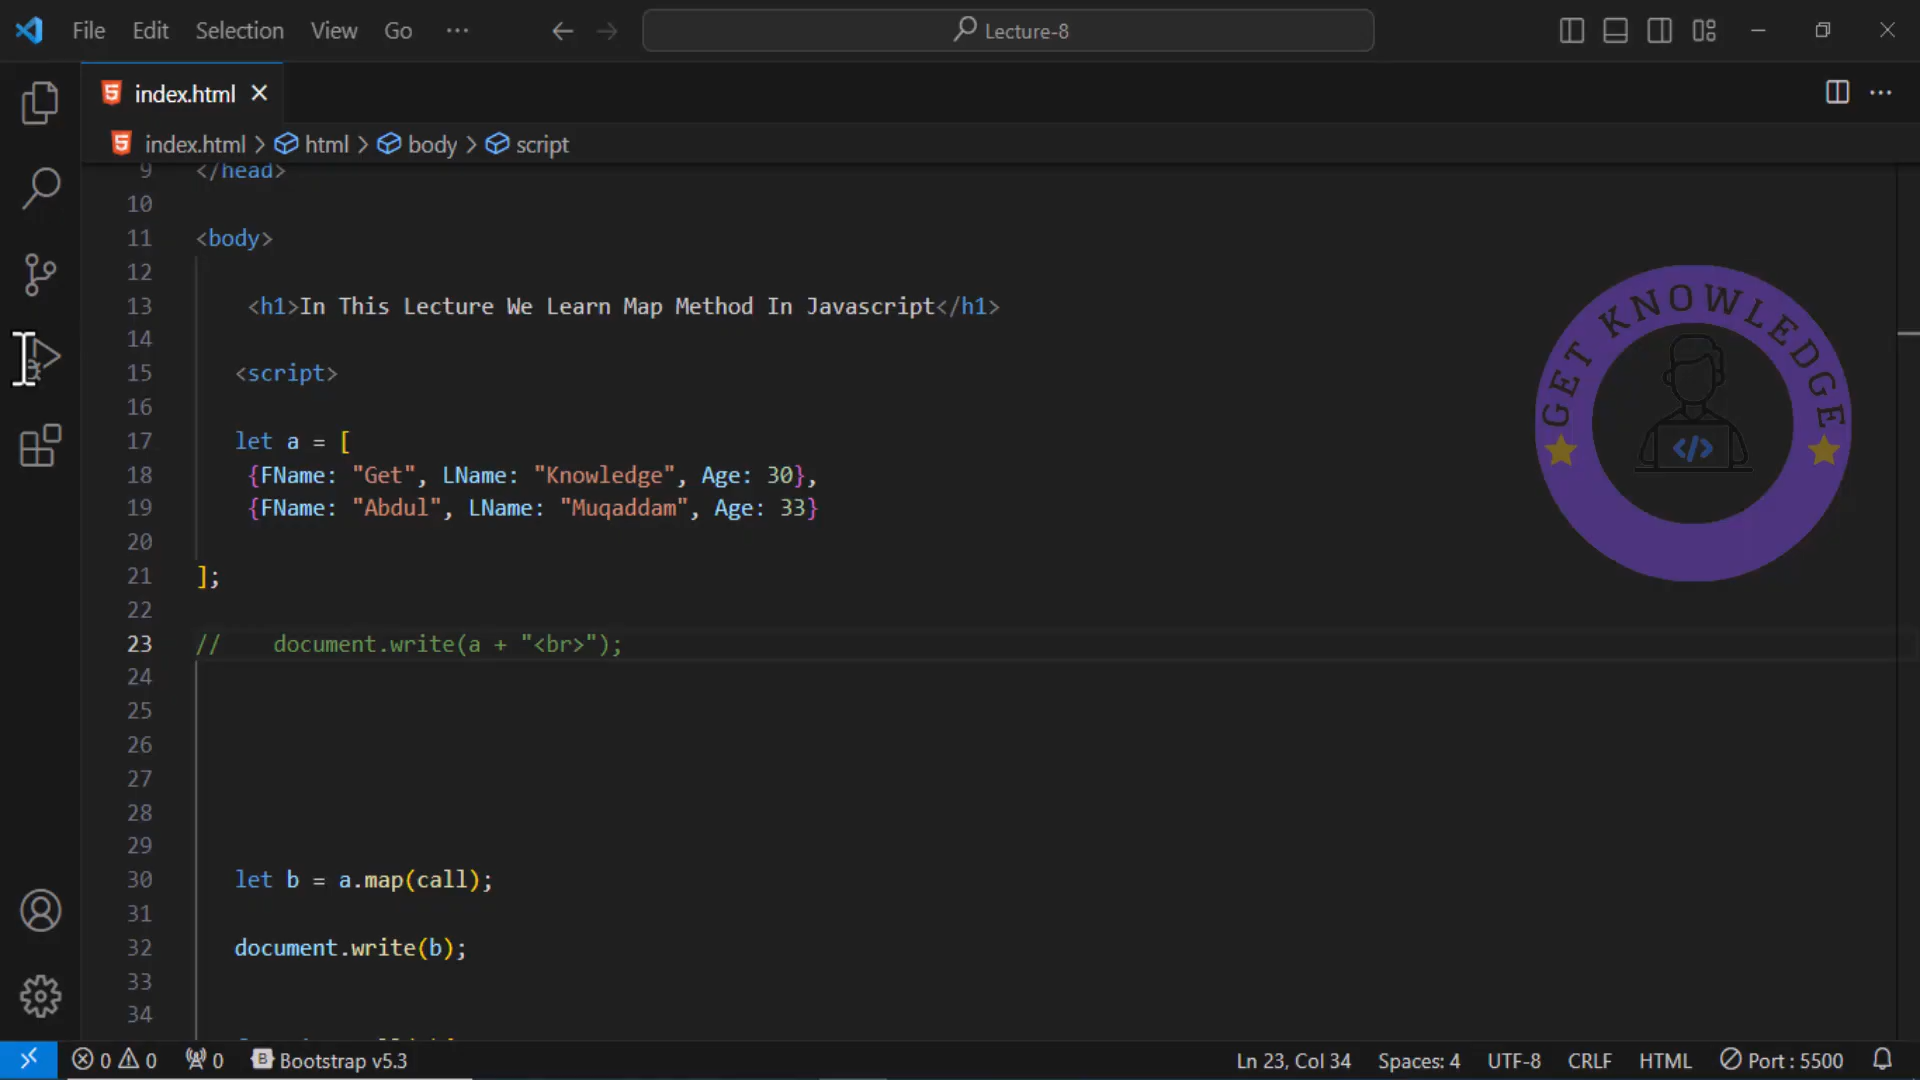 File Edit Selection View Go ··· Lecture-8
index.html
index.html > html > body > script
9 </head>
10
11 <body>
12
13 <h1>In This Lecture We Learn Map Method In Javascript</h1>
14
15 <script>
16
17 let a = [
18 {FName: "Get", LName: "Knowledge", Age: 30},
19 {FName: "Abdul", LName: "Muqaddam", Age: 33}
20
21 ];
22
23 // document.write(a + "<br>");
24
25
26
27
28
29
30 let b = a.map(call);
31
32 document.write(b);
33
34
GET KNOWLEDGE
</>
0 0 0 Bootstrap v5.3 Ln 23, Col 34 Spaces: 4 UTF-8 CRLF HTML Port : 5500